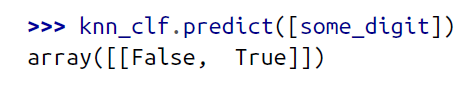 >>> knn_clf.predict([some_digit])
array([[False,  True]])